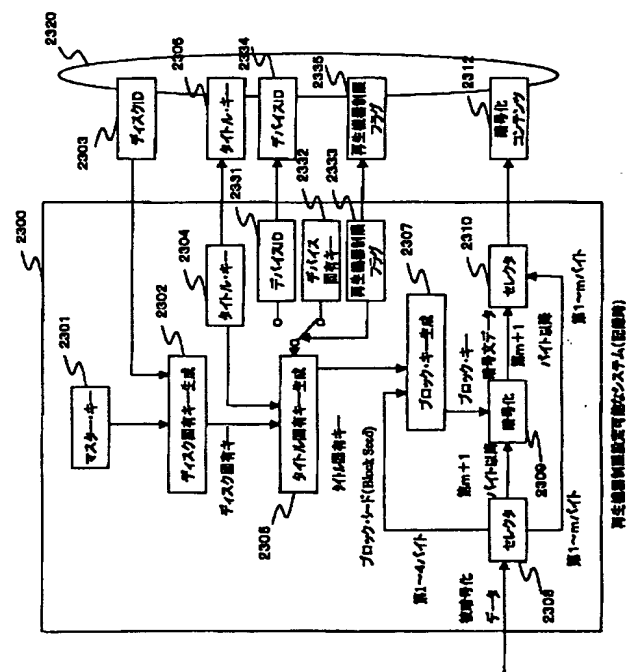 2300
2320
2301
マスター・キー
2302
ディスク固有キー生成
2303
ディスクID
ディスク固有キー
2304
タイトル・キー
2306
タイトル・キー
2305
タイトル固有キー生成
タイトル固有キー
2331
デバイスID
2334
デバイスID
2332
デバイス
固有キー
2333
再生機器制限
フラグ
2335
再生機器制限
フラグ
2307
ブロック・キー生成
ブロック・キー
ブロック・シード(Block Seed)
第1~4バイト
被暗号化
データ
2308
セレクタ
第m+1
バイト以降
2309
暗号化
暗号文データ
第m+1
バイト以降
2310
セレクタ
第1~mバイト
第1~mバイト
2312
暗号化
コンテンツ
再生機器制限設定可能なシステム(記録時)